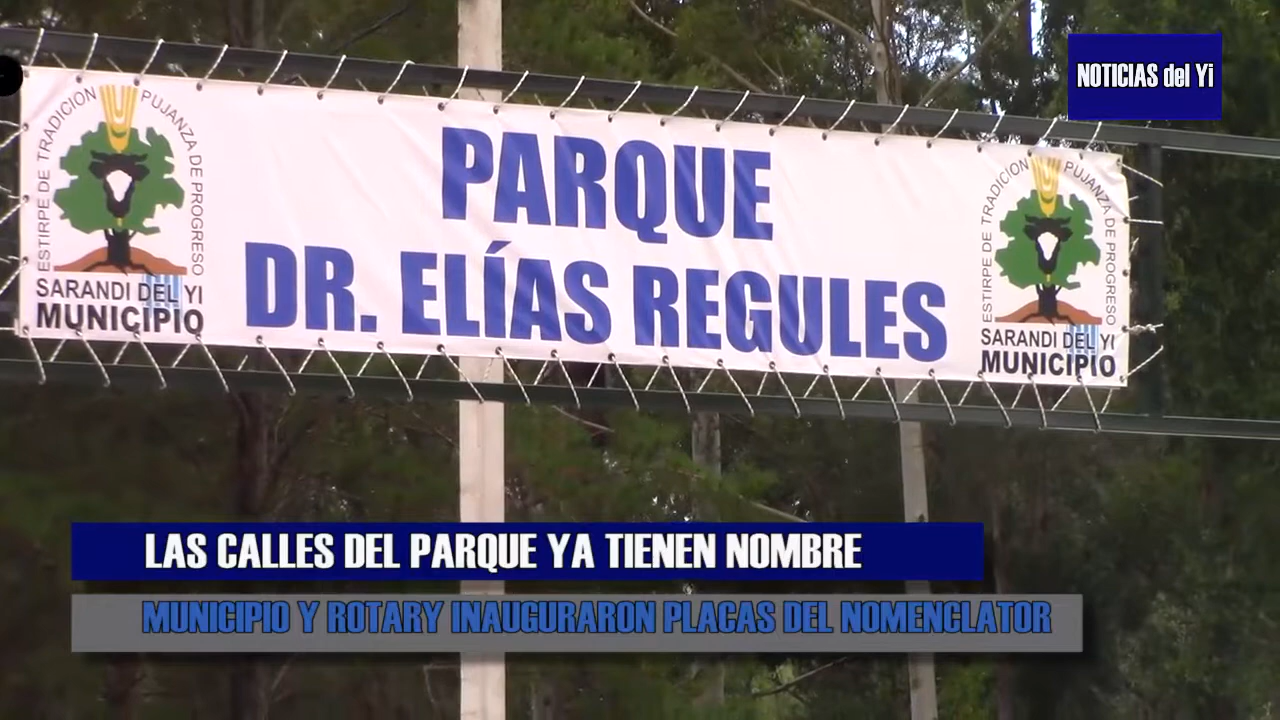 NOTICIAS del Yi
ESTIRPE DE TRADICION PUJANZA DE PROGRESO
SARANDI DEL YI
MUNICIPIO
PARQUE
DR. ELÍAS REGULES
ESTIRPE DE TRADICION PUJANZA DE PROGRESO
SARANDI DEL YI
MUNICIPIO
LAS CALLES DEL PARQUE YA TIENEN NOMBRE
MUNICIPIO Y ROTARY INAUGURARON PLACAS DEL NOMENCLATOR